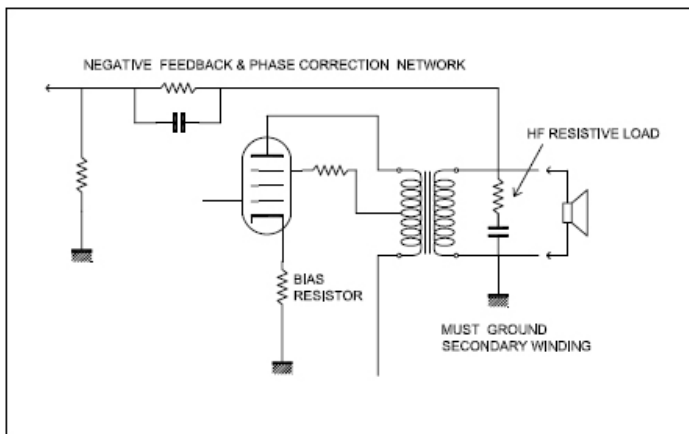 NEGATIVE FEEDBACK & PHASE CORRECTION NETWORK
HF RESISTIVE LOAD
BIAS
RESISTOR
MUST GROUND
SECONDARY WINDING